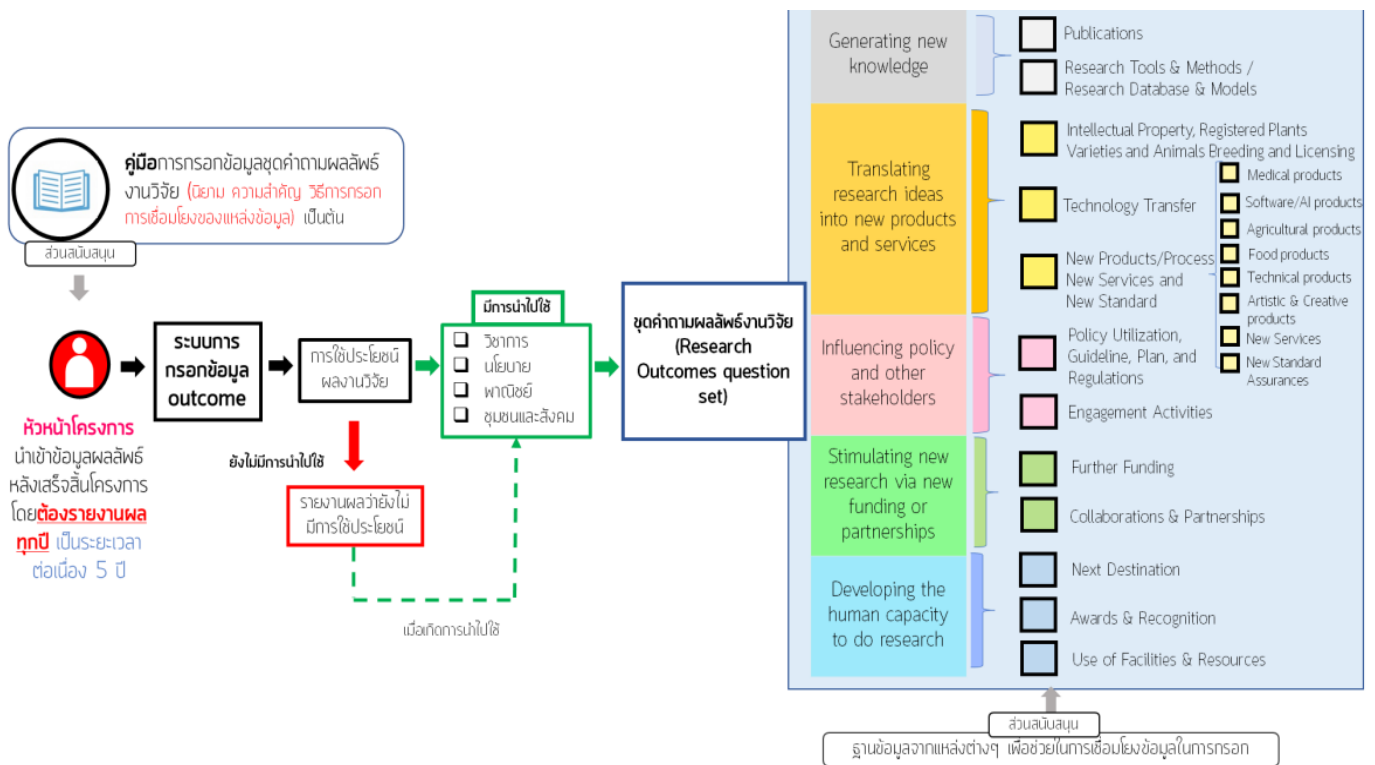 คู่มือการกรอกข้อมูลชุดคำถามผลลัพธ์
งานวิจัย (นิยาม ความสำคัญ วิธีการกรอก
การเชื่อมโยงของแหล่งข้อมูล) เป็นต้น
ส่วนสนับสนุน
หัวหน้าโครงการ
นำเข้าข้อมูลผลลัพธ์
หลังเสร็จสิ้นโครงการ
โดยต้องรายงานผล
ทุกปี เป็นระยะเวลา
ต่อเนื่อง 5 ปี
ระบบการ
กรอกข้อมูล
outcome
การใช้ประโยชน์
ผลงานวิจัย
ยังไม่มีการนำไปใช้
รายงานผลว่ายังไม่
มีการใช้ประโยชน์
เมื่อเกิดการนำไปใช้
มีการนำไปใช้
วิชาการ
นโยบาย
พาณิชย์
ชุมชนและสังคม
ชุดคำถามผลลัพธ์งานวิจัย
(Research
Outcomes question
set)
Generating new
knowledge
Publications
Research Tools & Methods /
Research Database & Models
Translating
research ideas
into new products
and services
Intellectual Property, Registered Plants
Varieties and Animals Breeding and Licensing
Technology Transfer
New Products/Process
New Services and
New Standard
Medical products
Software/AI products
Agricultural products
Food products
Technical products
Artistic & Creative
products
New Services
New Standard
Assurances
Influencing policy
and other
stakeholders
Policy Utilization,
Guideline, Plan, and
Regulations
Engagement Activities
Stimulating new
research via new
funding or
partnerships
Further Funding
Collaborations & Partnerships
Developing the
human capacity
to do research
Next Destination
Awards & Recognition
Use of Facilities & Resources
ส่วนสนับสนุน
ฐานข้อมูลจากแหล่งต่างๆ เพื่อช่วยในการเชื่อมโยงข้อมูลในการกรอก